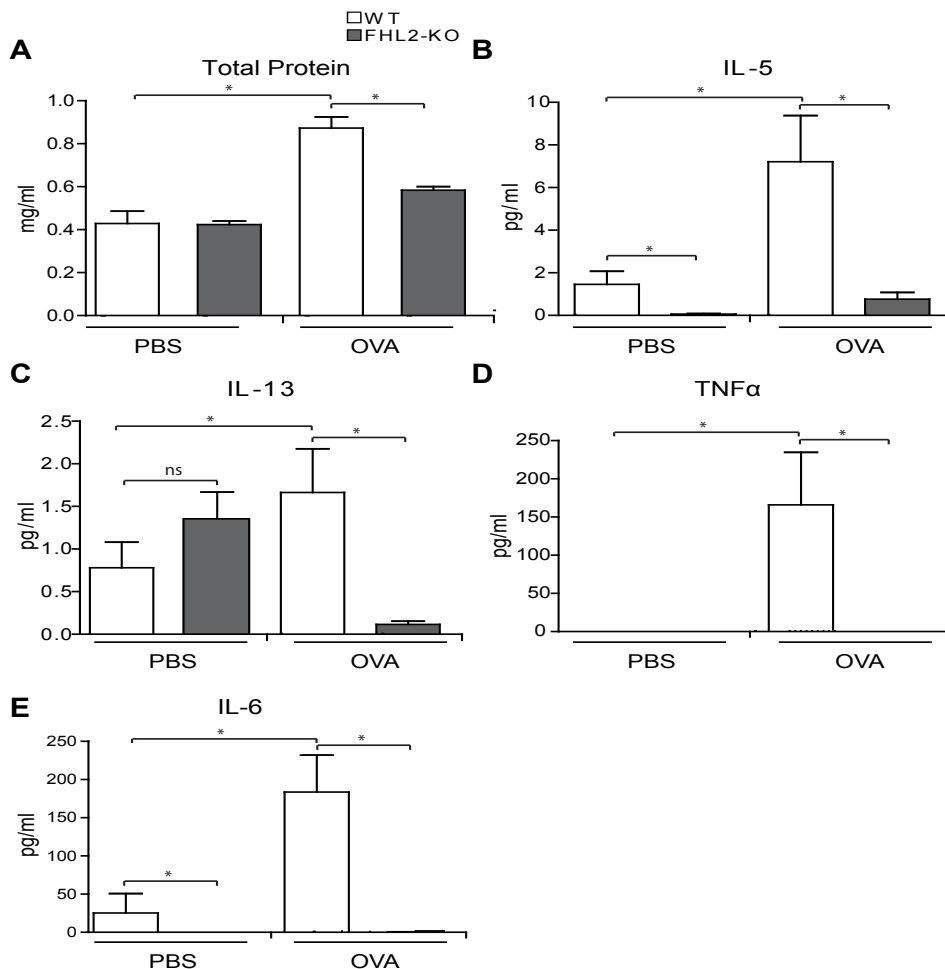 WT
FHL2-KO
A
Total Protein
*
*
1.0
0.8
0.6
0.4
0.2
0.0
mg/ml
PBS
OVA
B
IL-5
*
*
*
10
8
6
4
2
0
pg/ml
PBS
OVA
C
IL-13
*
*
ns
2.5
2.0
1.5
1.0
0.5
0.0
pg/ml
PBS
OVA
D
TNFα
*
*
250
200
150
100
50
0
pg/ml
PBS
OVA
E
IL-6
*
*
*
250
200
150
100
50
0
pg/ml
PBS
OVA